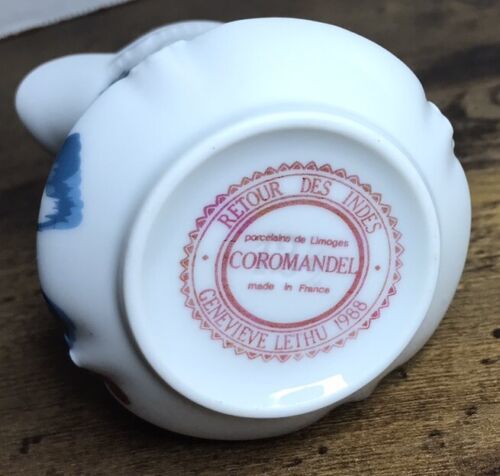 RETOUR DES INDES
porcelaine de Limoges
COROMANDEL
made in France
GENEVIEVE LETHU 1988